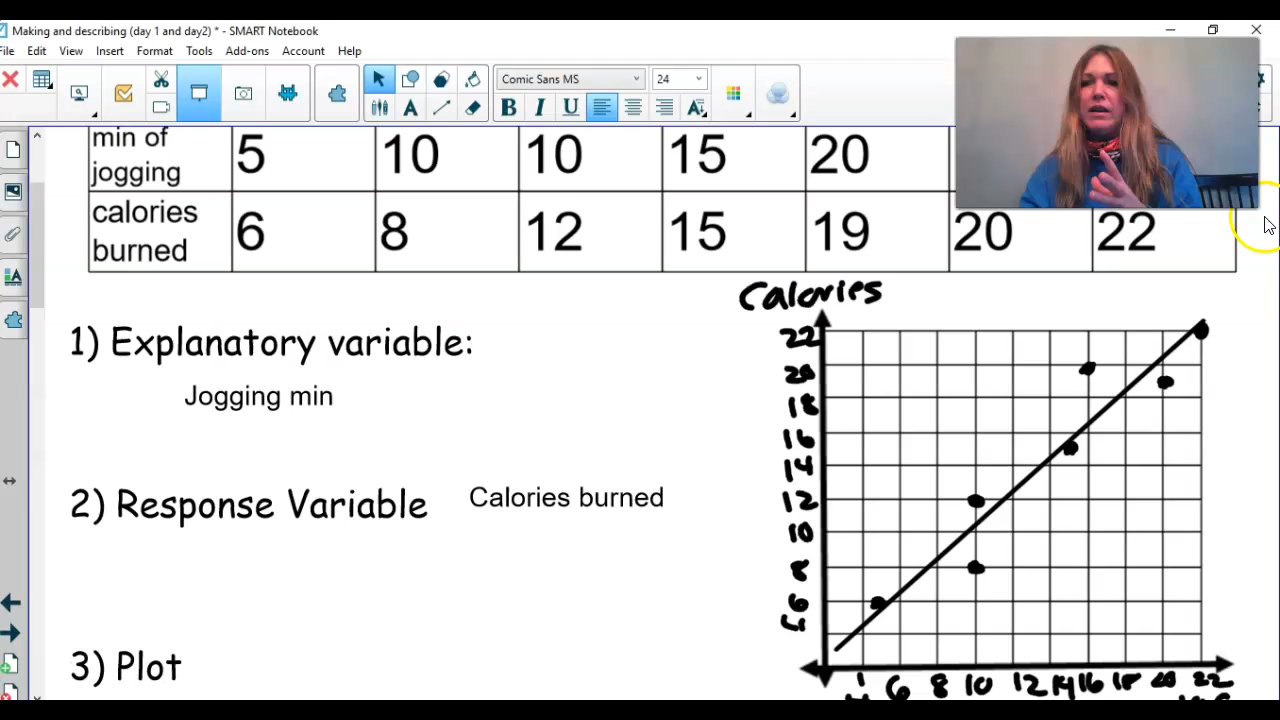 Making and describing (day 1 and day2) * - SMART Notebook
File Edit View Insert Format Tools Add-ons Account Help
Comic Sans MS 24
B I U
min of jogging 5 10 10 15 20
calories burned 6 8 12 15 19 20 22
Calories
1) Explanatory variable:
Jogging min
2) Response Variable
Calories burned
3) Plot
22
20
18
16
14
12
10
8
6
6 8 10 12 14 16 18 20 22